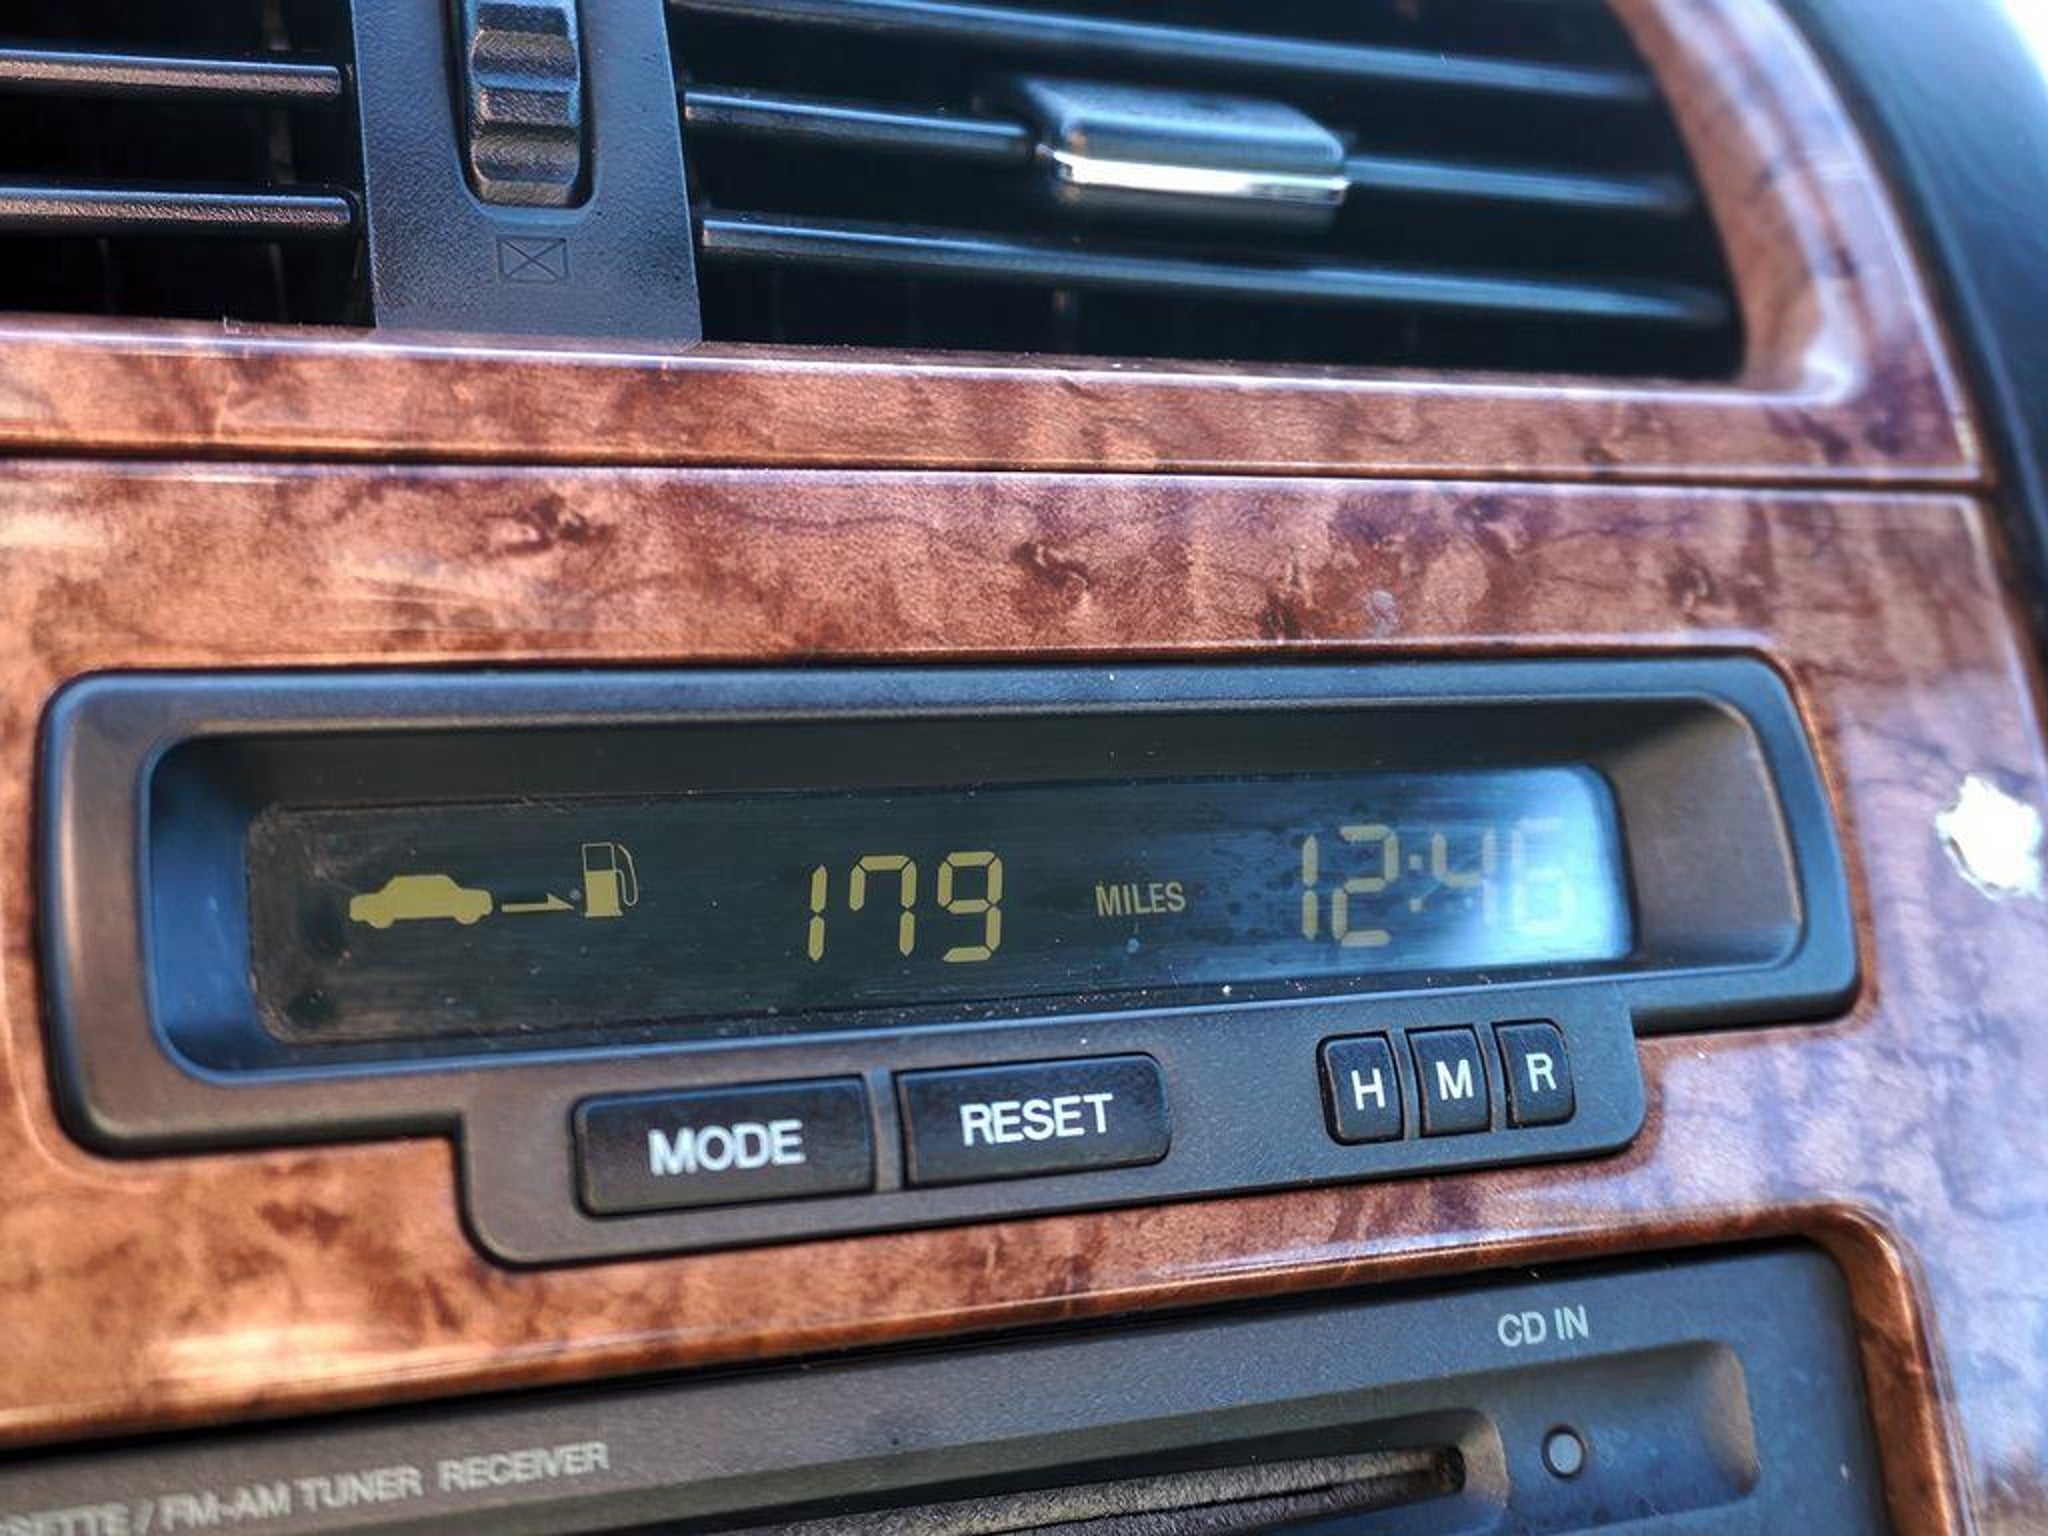 179 MILES 12:46
MODE RESET H M R
CD IN
/ FM-AM TUNER RECEIVER